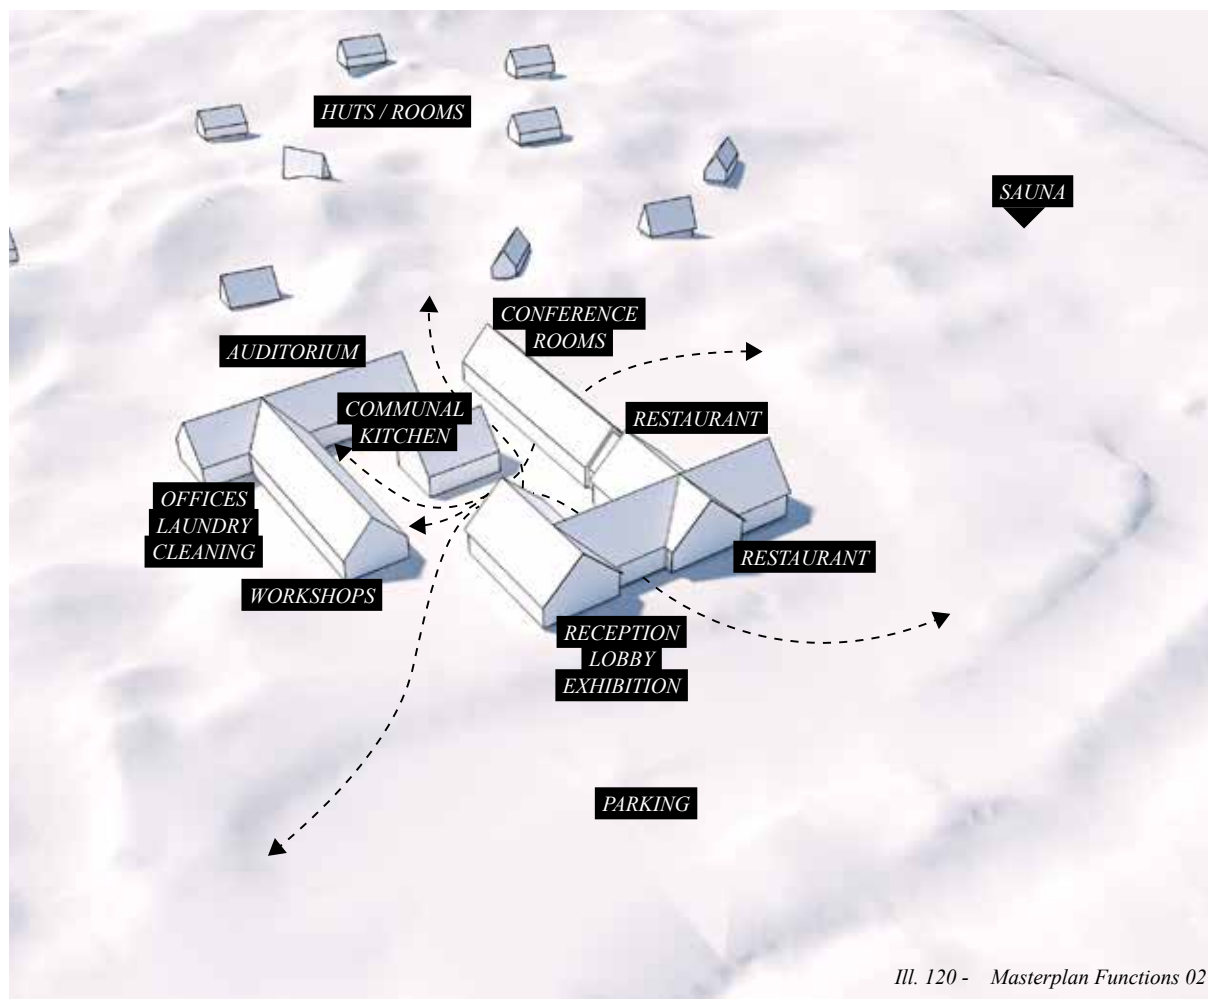 HUTS / ROOMS
SAUNA
CONFERENCE
ROOMS
AUDITORIUM
COMMUNAL
KITCHEN
RESTAURANT
OFFICES
LAUNDRY
CLEANING
RESTAURANT
WORKSHOPS
RECEPTION
LOBBY
EXHIBITION
PARKING
Ill. 120 - Masterplan Functions 02